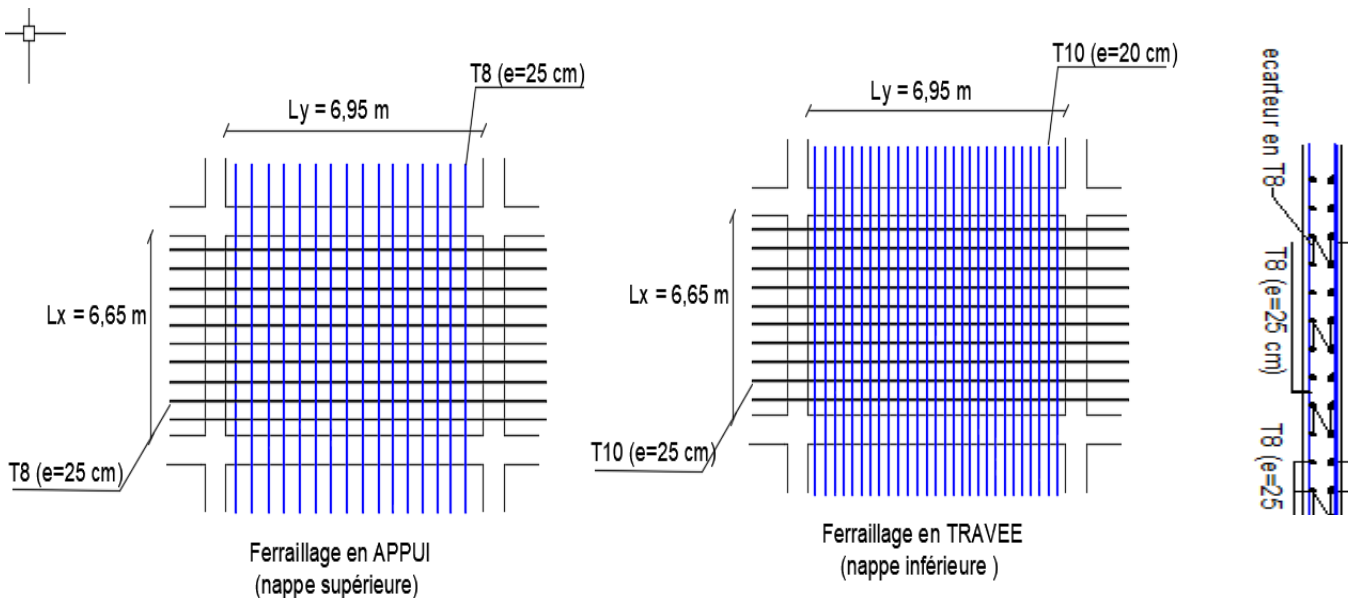 T8 (e=25 cm)
Ly = 6,95 m
Lx = 6,65 m
T8 (e=25 cm)
Ferraillage en APPUI
(nappe supérieure)
T10 (e=20 cm)
Ly = 6,95 m
Lx = 6,65 m
T10 (e=25 cm)
Ferraillage en TRAVEE
(nappe inférieure )
ecarteur en T8
T8 (e=25 cm)
T8 (e=25